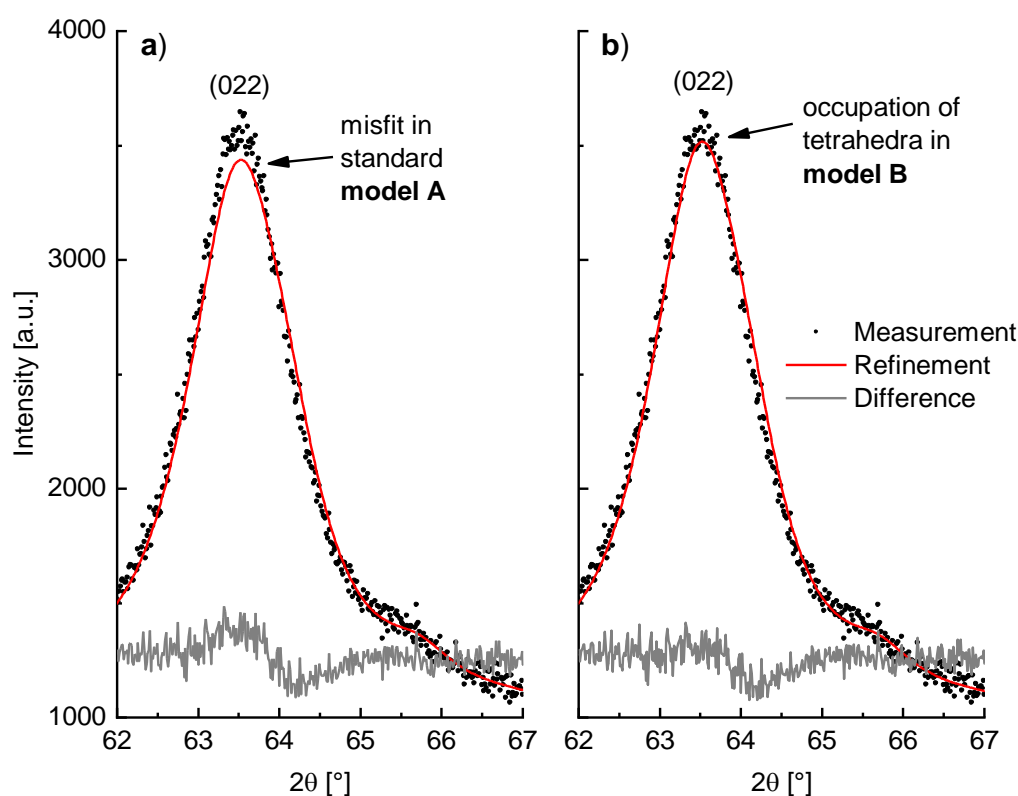 a)
(022)
misfit in
standard
model A
b)
(022)
occupation of
tetrahedra in
model B
Measurement
Refinement
Difference
Intensity [a.u.]
4000
3000
2000
1000
62 63 64 65 66 67
2θ [°]
62 63 64 65 66 67
2θ [°]